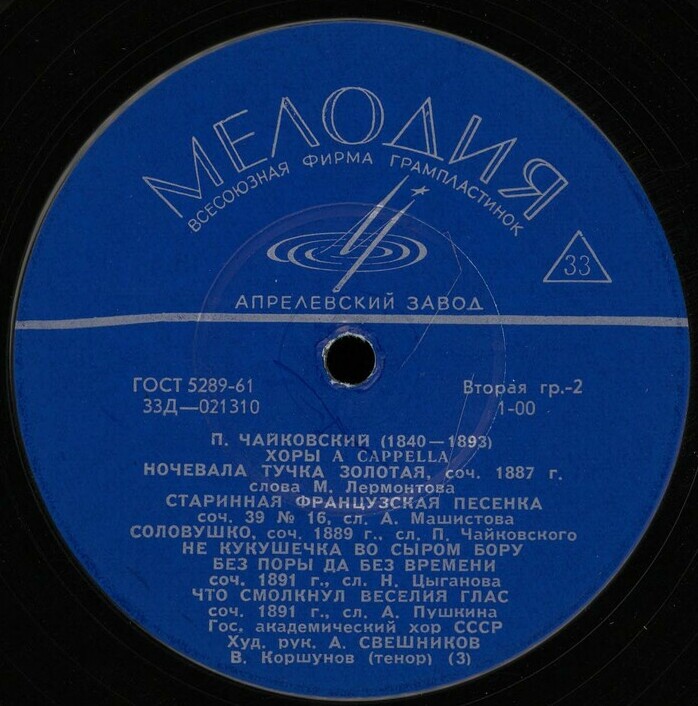 МЕЛОДИЯ
ВСЕСОЮЗНАЯ ФИРМА ГРАМПЛАСТИНОК
33
АПРЕЛЕВСКИЙ ЗАВОД
ГОСТ 5289-61
Вторая гр.-2
33Д—021310
1-00
П. ЧАЙКОВСКИЙ (1840—1893)
ХОРЫ A CAPPELLA
НОЧЕВАЛА ТУЧКА ЗОЛОТАЯ, соч. 1887 г.
слова М. Лермонтова
СТАРИННАЯ ФРАНЦУЗСКАЯ ПЕСЕНКА
соч. 39 № 16, сл. А. Машистова
СОЛОВУШКО, соч. 1889 г., сл. П. Чайковского
НЕ КУКУШЕЧКА ВО СЫРОМ БОРУ
БЕЗ ПОРЫ ДА БЕЗ ВРЕМЕНИ
соч. 1891 г., сл. Н. Цыганова
ЧТО СМОЛКНУЛ ВЕСЕЛИЯ ГЛАС
соч. 1891 г., сл. А. Пушкина
Гос. академический хор СССР
Худ. рук. А. СВЕШНИКОВ
В. Коршунов (тенор) (3)